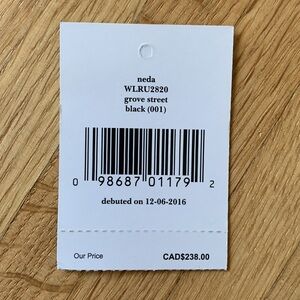 neda
WLRU2820
grove street
black (001)
0 98687 01179 2
debuted on 12-06-2016
Our Price CAD$238.00